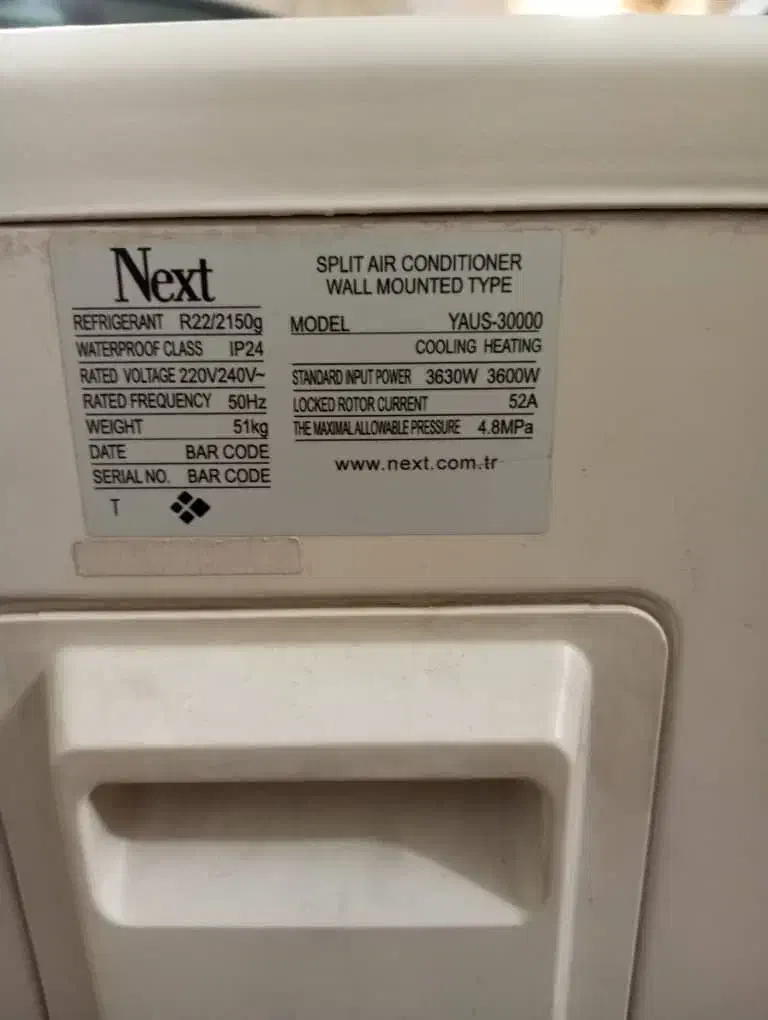 Next
REFRIGERANT R22/2150g
WATERPROOF CLASS IP24
RATED VOLTAGE 220V240V~
RATED FREQUENCY 50Hz
WEIGHT 51kg
DATE BAR CODE
SERIAL NO. BAR CODE
T
SPLIT AIR CONDITIONER
WALL MOUNTED TYPE
MODEL YAUS-30000
COOLING HEATING
STANDARD INPUT POWER 3630W 3600W
LOCKED ROTOR CURRENT 52A
THE MAXIMAL ALLOWABLE PRESSURE 4.8MPa
www.next.com.tr